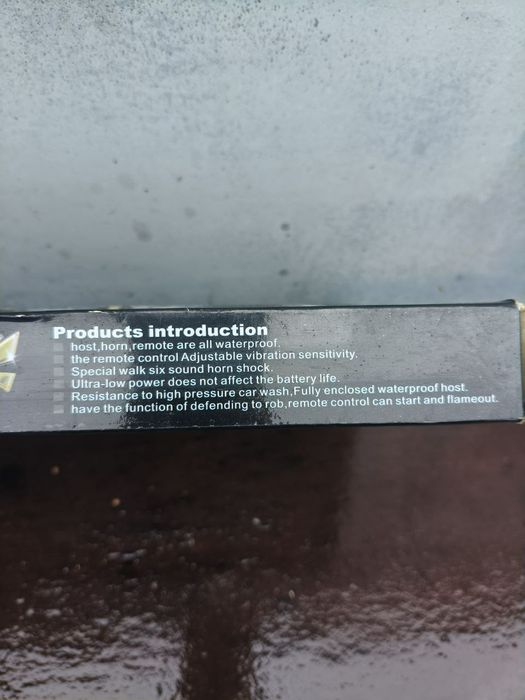 Products introduction
host,horn,remote are all waterproof.
the remote control Adjustable vibration sensitivity.
Special walk six sound horn shock.
Ultra-low power does not affect the battery life.
Resistance to high pressure car wash,Fully enclosed waterproof host.
have the function of defending to rob,remote control can start and flameout.